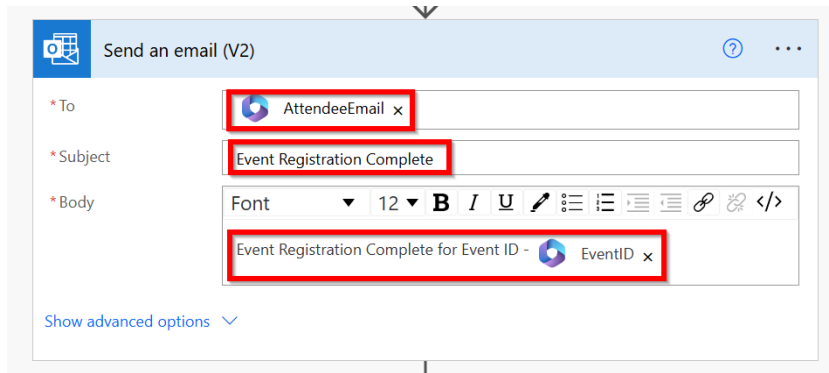 Send an email (V2)
* To
AttendeeEmail ×
* Subject
Event Registration Complete
* Body
Font 12 B I U </>
Event Registration Complete for Event ID - EventID ×
Show advanced options